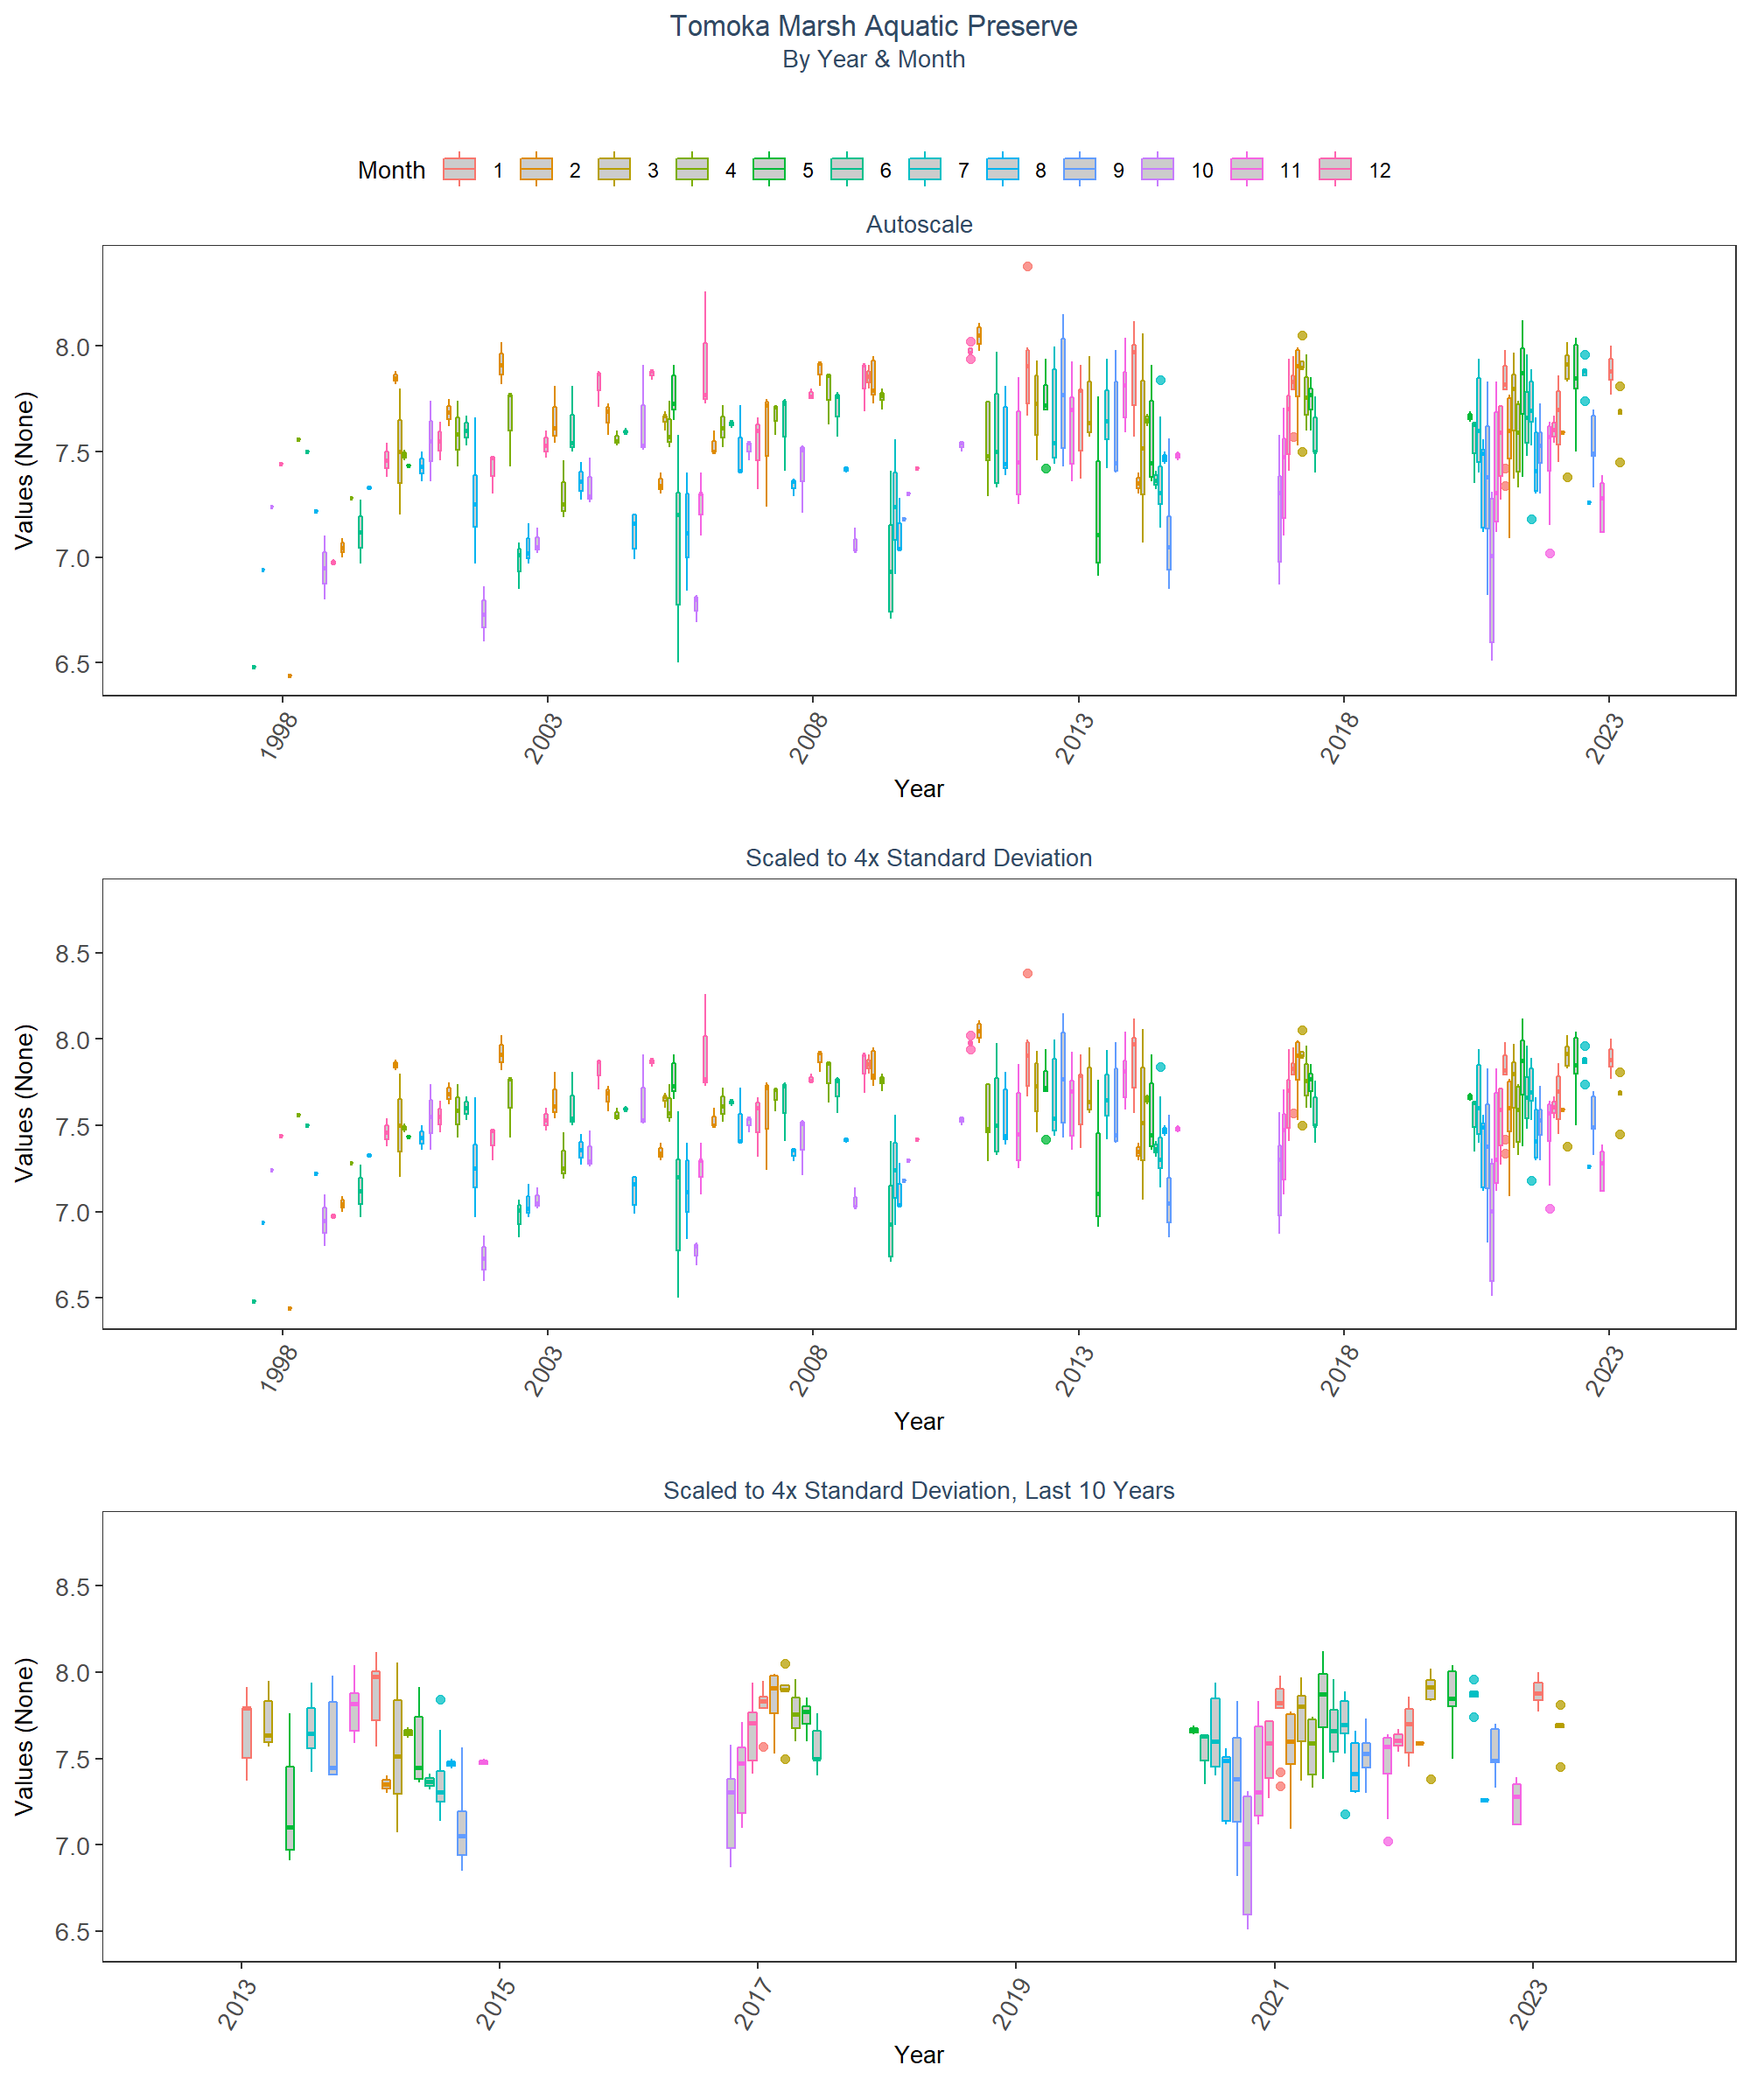 Tomoka Marsh Aquatic Preserve
By Year & Month
Month 1 2 3 4 5 6 7 8 9 10 11 12
Autoscale
Values (None)
8.0
7.5
7.0
6.5
1998 2003 2008 2013 2018 2023
Year
Scaled to 4x Standard Deviation
Values (None)
8.5
8.0
7.5
7.0
6.5
1998 2003 2008 2013 2018 2023
Year
Scaled to 4x Standard Deviation, Last 10 Years
Values (None)
8.5
8.0
7.5
7.0
6.5
2013 2015 2017 2019 2021 2023
Year